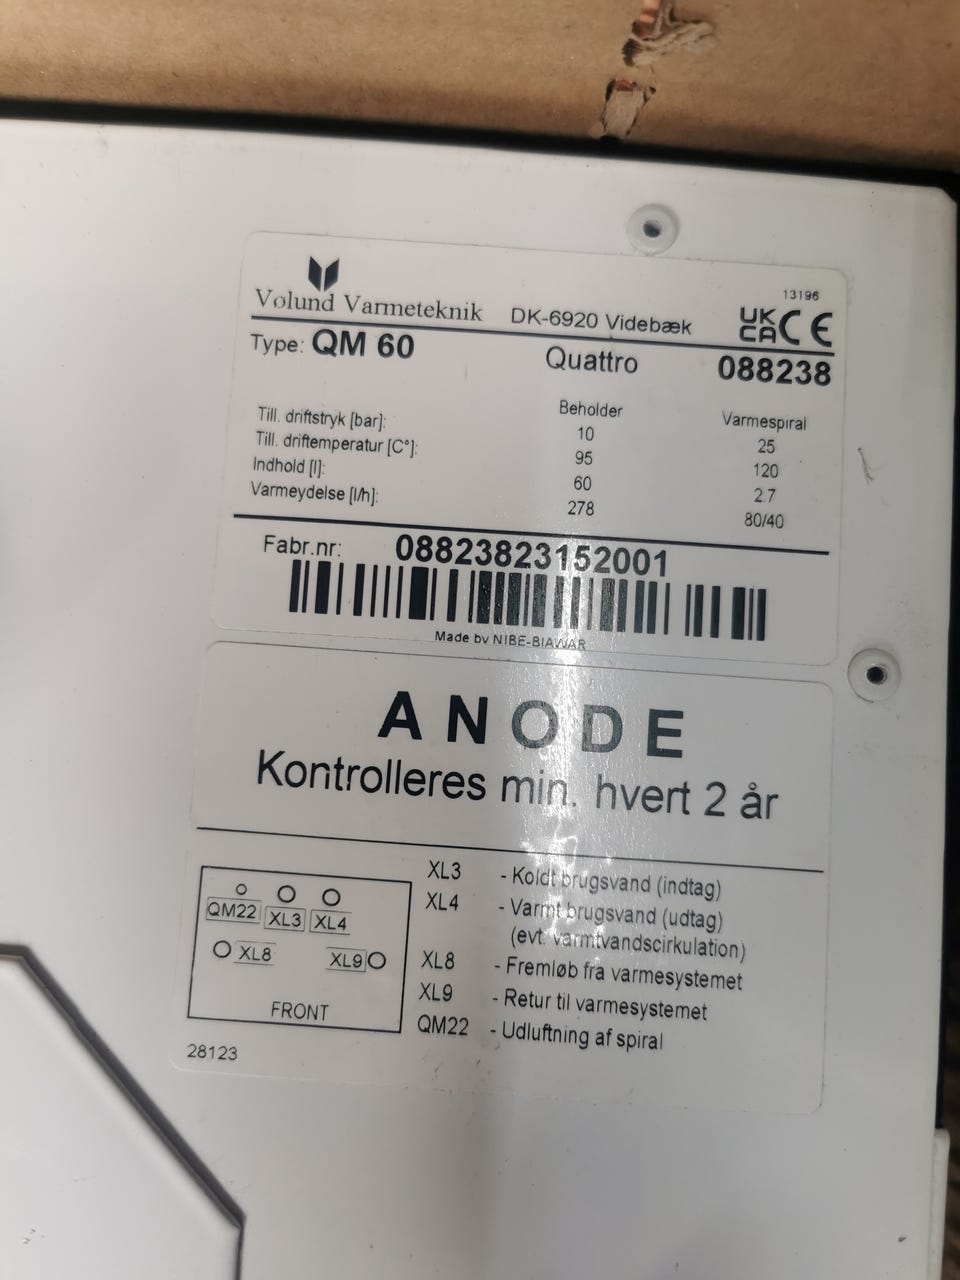 13196
Vølund Varmeteknik DK-6920 Videbæk UKCA CE
Type: QM 60 Quattro 088238
Beholder Varmespiral
Till. driftstryk [bar]: 10 25
Till. driftemperatur [C°]: 95 120
Indhold [l]: 60 2.7
Varmeydelse [l/h]: 278 80/40
Fabr.nr: 08823823152001
Made by NIBE-BIAWAR
ANODE
Kontrolleres min. hvert 2 år
XL3 - Koldt brugsvand (indtag)
XL4 - Varmt brugsvand (udtag)
(evt. varmtvandscirkulation)
XL8 - Fremløb fra varmesystemet
XL9 - Retur til varmesystemet
QM22 - Udluftning af spiral
QM22 XL3 XL4
XL8 XL9
FRONT
28123